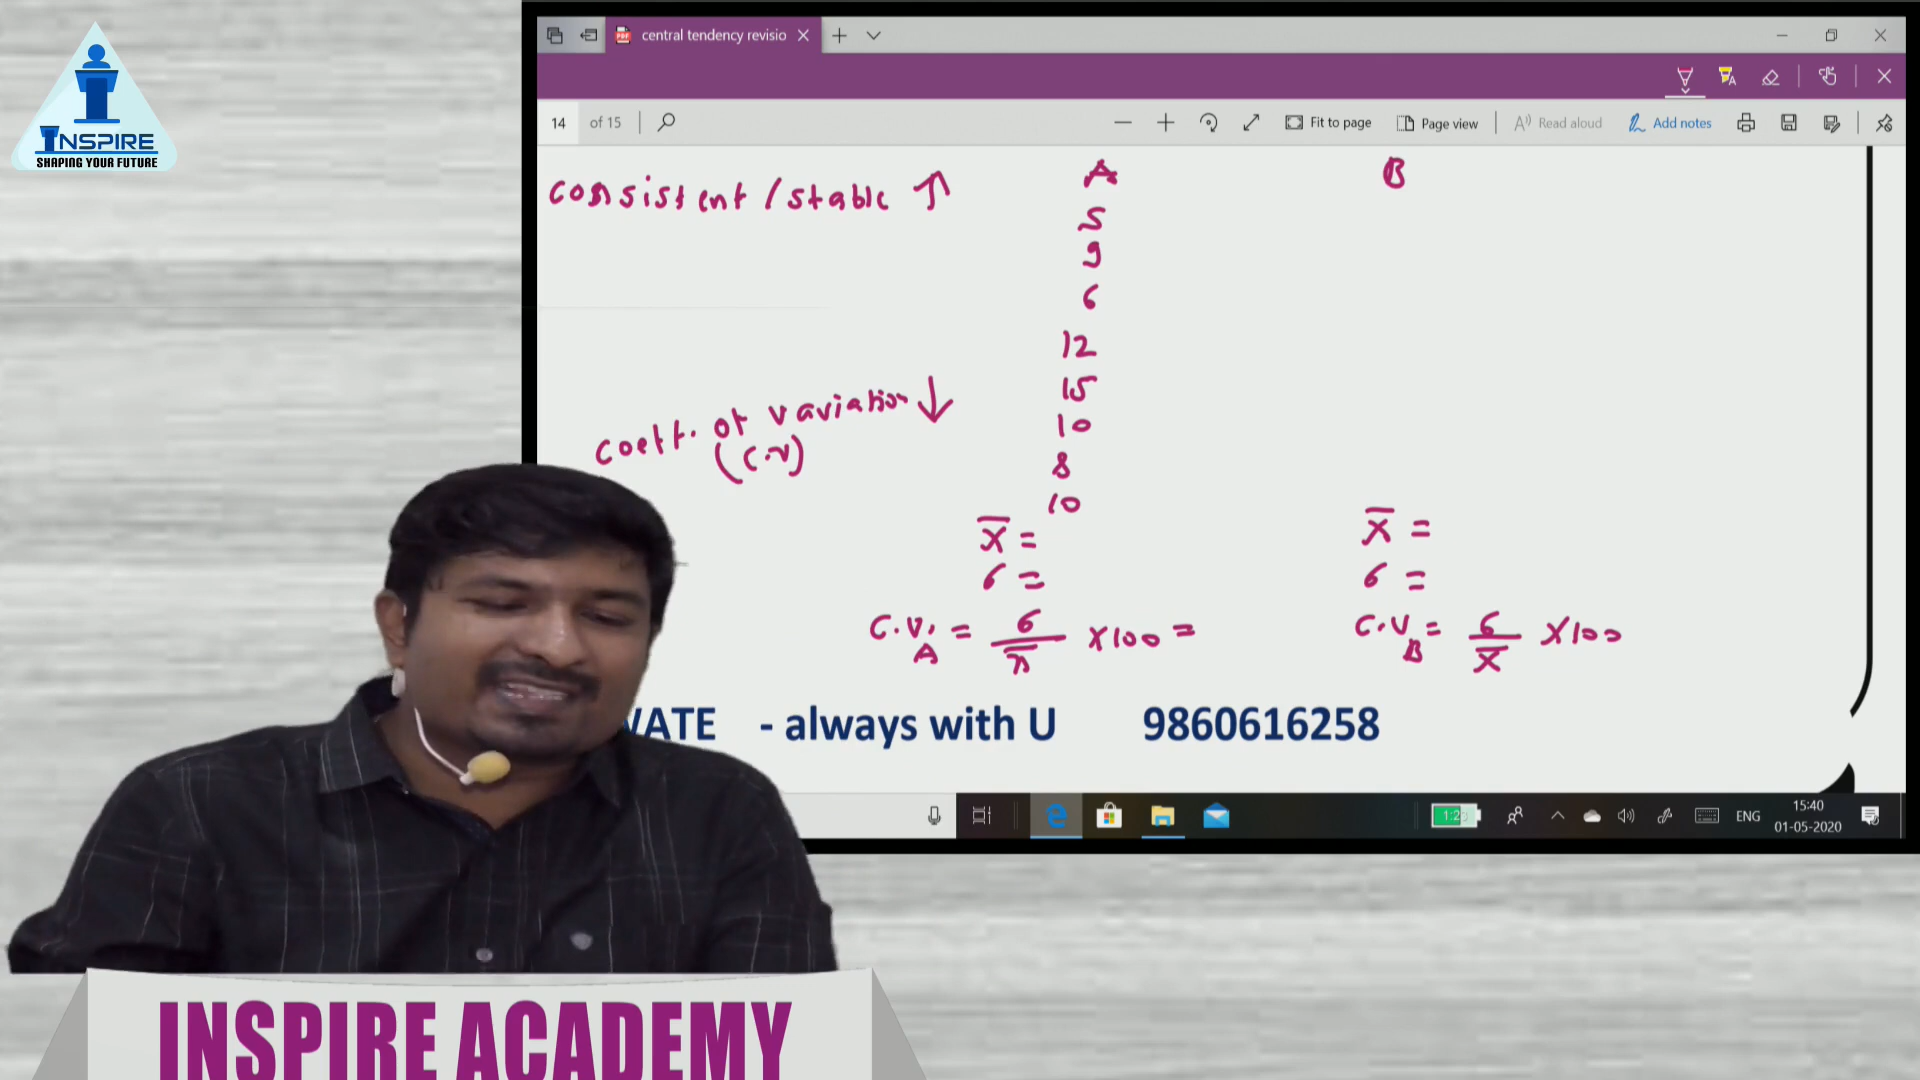 INSPIRE
SHAPING YOUR FUTURE
central tendency revisio
14 of 15
Fit to page
Page view
Read aloud
Add notes
consistent / stable ↑
A
5
9
6
12
15
10
8
10
B
coeff. of variation ↓
(C.V)
x̄ =
σ =
C.V. A = σ/x̄ ×100 =
x̄ =
σ =
C.V B = σ/x̄ ×100
VATE - always with U 9860616258
ENG
15:40
01-05-2020
INSPIRE ACADEMY